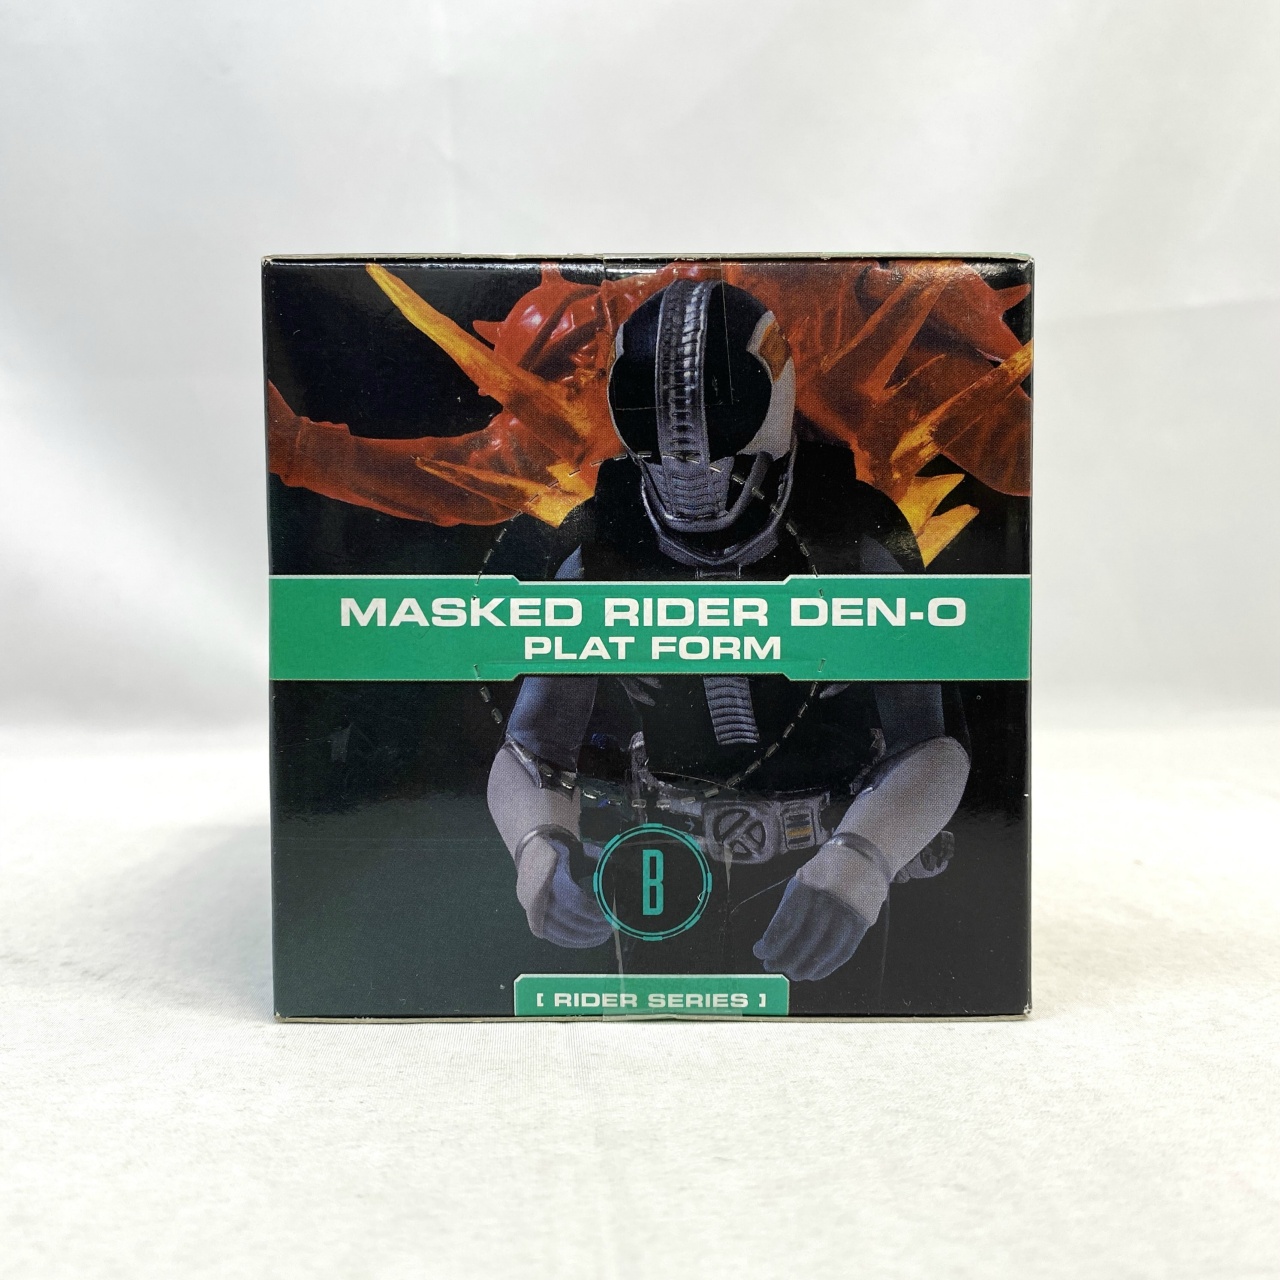 MASKED RIDER DEN-O
PLAT FORM
B
[ RIDER SERIES ]